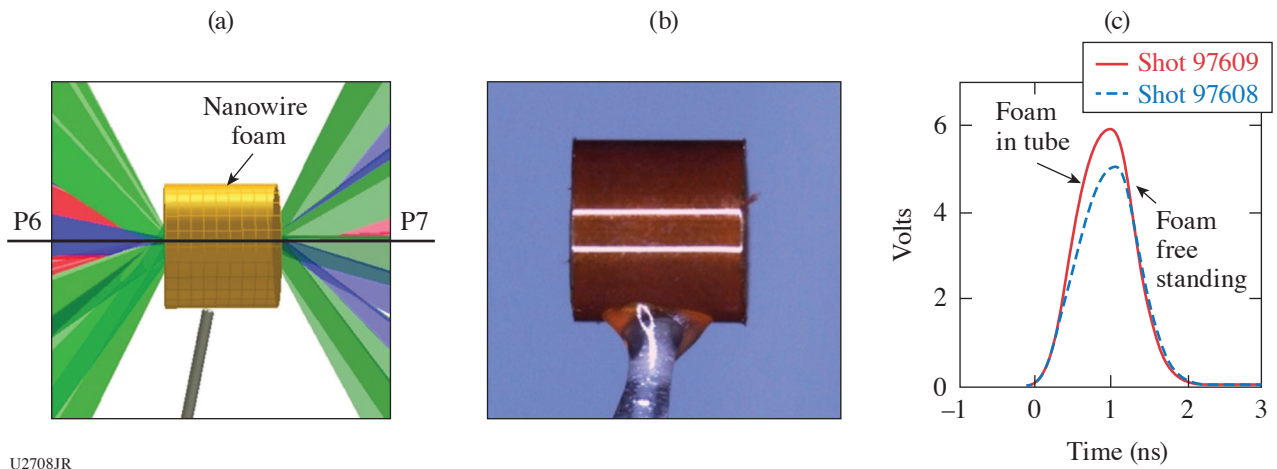 (a)
Nanowire
foam
P6
P7
(b)
(c)
Shot 97609
Shot 97608
Foam
in tube
Foam
free
standing
Volts
6
4
2
0
−1
0
1
2
3
Time (ns)
U2708JR